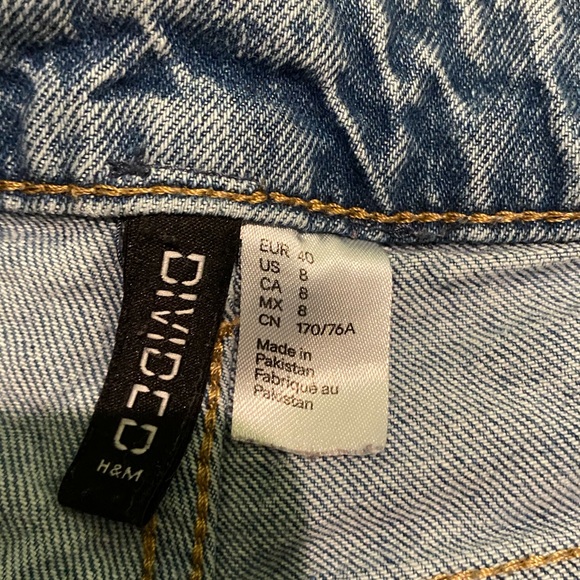 DIVIDED
H&M
EUR 40
US 8
CA 8
MX 8
CN 170/76A
Made in
Pakistan
Fabriqué au
Pakistan